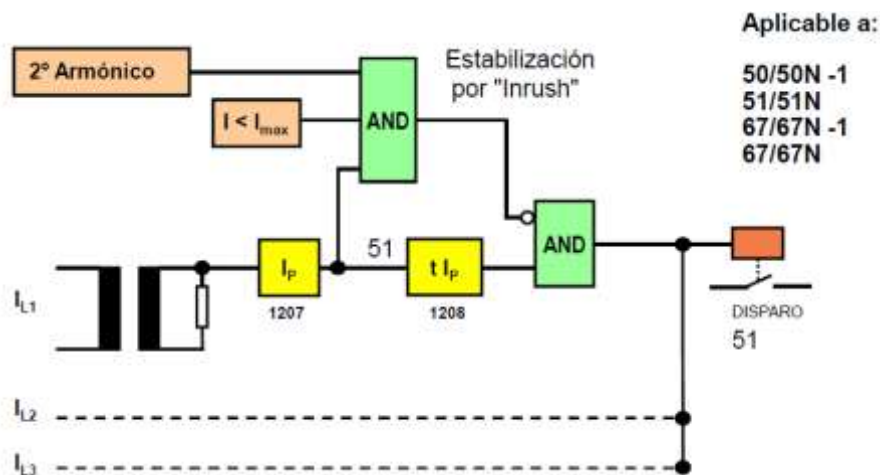 Aplicable a:
50/50N -1
51/51N
67/67N -1
67/67N
2º Armónico
Estabilización
por "Inrush"
I < Imax
AND
51
AND
IP
t IP
1207
1208
IL1
DISPARO
51
IL2
IL3